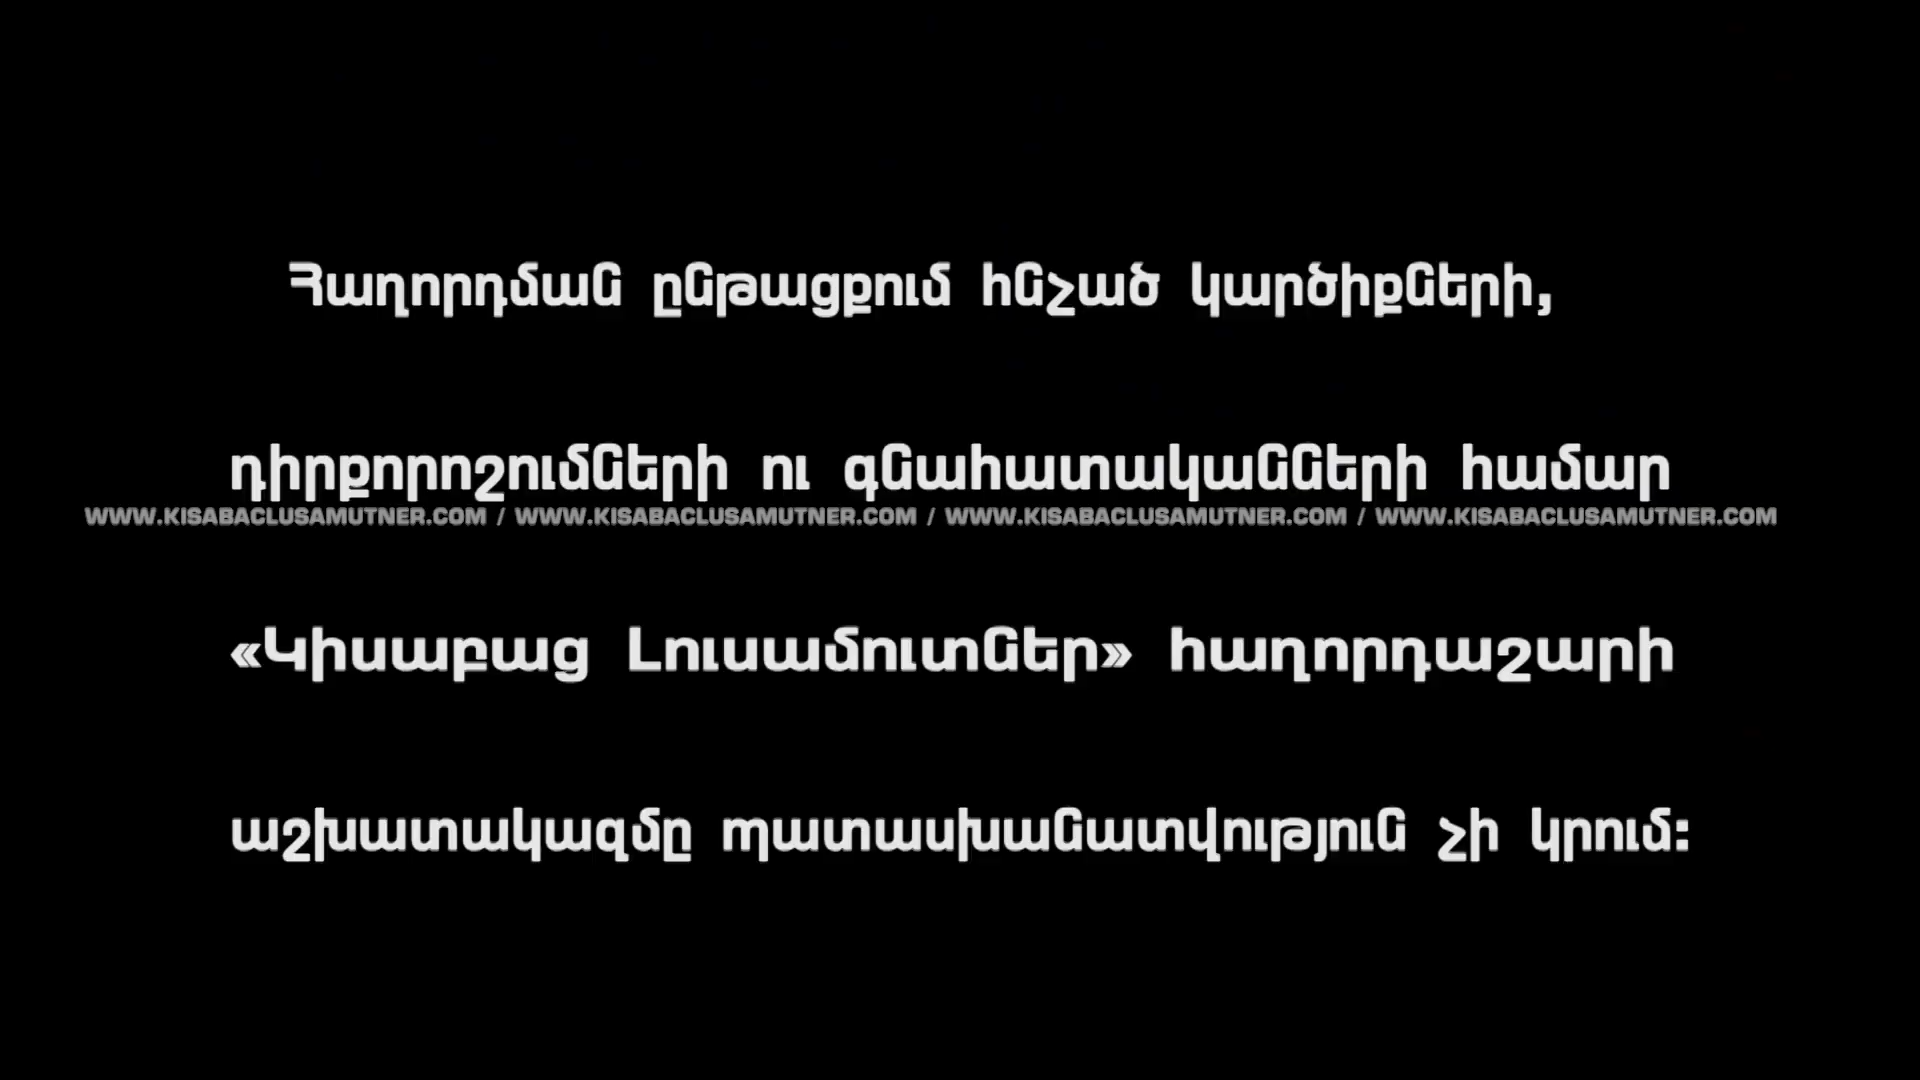 Հաղորդման ընթացքում հնչած կարծիքների,
դիրքորոշումների ու գնահատականների համար
WWW.KISABACLUSAMUTNER.COM / WWW.KISABACLUSAMUTNER.COM / WWW.KISABACLUSAMUTNER.COM / WWW.KISABACLUSAMUTNER.COM
«Կիսաբաց Լուսամուտներ» հաղորդաշարի
աշխատակազմը պատասխանատվություն չի կրում: